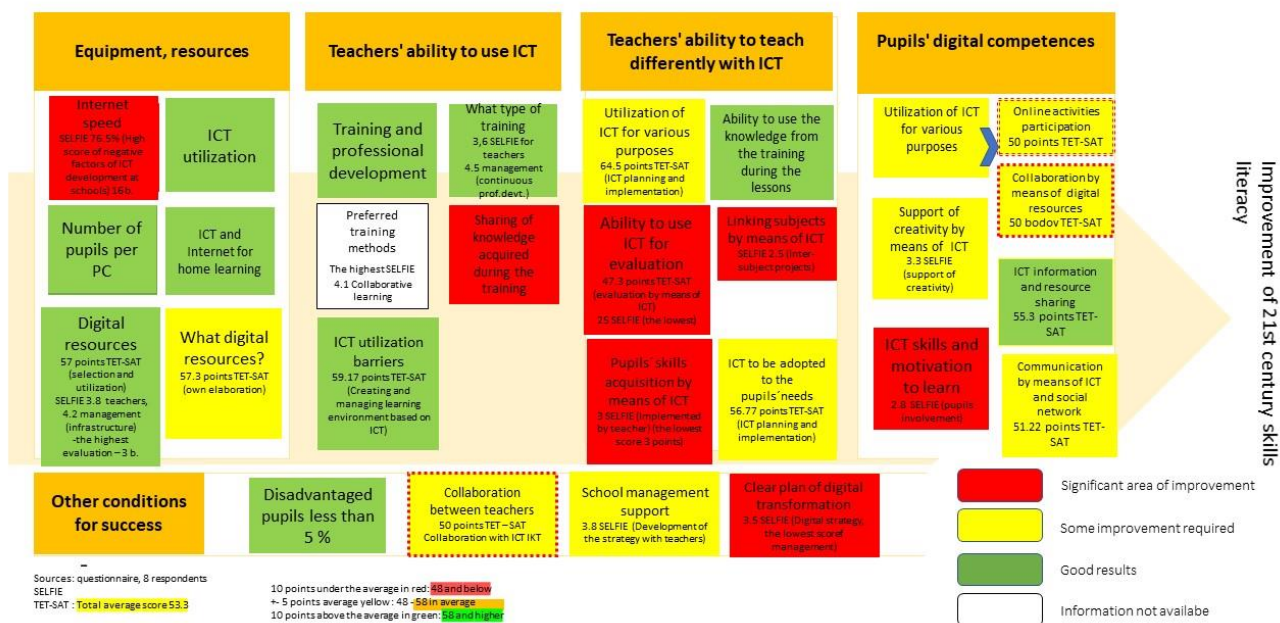 Equipment, resources
Internet
speed
SELFIE 76.5% (High
score of negative
factors of ICT
development at
schools) 16 b.
ICT
utilization
Number of
pupils per
PC
ICT and
Internet for
home learning
Digital
resources
57 points TET-SAT
(selection and
utilization)
SELFIE 3.8 teachers,
4.2 management
(infrastructure)
-the highest
evaluation – 3 b.
What digital
resources?
57.3 points TET-SAT
(own elaboration)
Teachers' ability to use ICT
Training and
professional
development
What type of
training
3,6 SELFIE for
teachers
4.5 management
(continuous
prof.devt.)
Preferred
training methods
The highest SELFIE
4.1 Collaborative
learning
Sharing of
knowledge
acquired
during the
training
ICT utilization
barriers
59.17 points TET-SAT
(Creating and
managing learning
environment based on
ICT)
Teachers' ability to teach
differently with ICT
Utilization of
ICT for various
purposes
64.5 points TET-SAT
(ICT planning and
implementation)
Ability to use the
knowledge from
the training
during the
lessons
Ability to use
ICT for
evaluation
47.3 points TET-SAT
(evaluation by means of
ICT)
25 SELFIE (the lowest)
Linking subjects
by means of ICT
SELFIE 2.5 (Inter-
subject projects)
Pupils´ skills
acquisition by
means of ICT
3 SELFIE (implemented
by teacher) (the lowest
score 3 points)
ICT to be adopted to
the pupils´needs
56.77 points TET-SAT
(ICT planning and
implementation)
Pupils' digital competences
Utilization of ICT
for various
purposes
Online activities
participation
50 points TET-SAT
Collaboration by
means of digital
resources
50 bodov TET-SAT
Support of
creativity by
means of ICT
3.3 SELFIE
(support of
creativity)
ICT information
and resource
sharing
55.3 points TET-
SAT
ICT skills and
motivation to learn
2.8 SELFIE (pupils
involvement)
Communication
by means of ICT
and social
network
51.22 points TET-
SAT
Improvement of 21st century skills
literacy
Other conditions
for success
Disadvantaged
pupils less than
5 %
Collaboration
between teachers
50 points TET – SAT
Collaboration with ICT IKT
School management
support
3.8 SELFIE (Development of
the strategy with teachers)
Clear plan of digital
transformation
3.5 SELFIE (Digital strategy,
the lowest scoref
management)
Significant area of improvement
Some improvement required
Good results
Information not availabe
–
Sources: questionnaire, 8 respondents
SELFIE
TET-SAT : Total average score 53.3
10 points under the average in red: 48 and below
+- 5 points average yellow : 48 - 58 in average
10 points above the average in green: 58 and higher